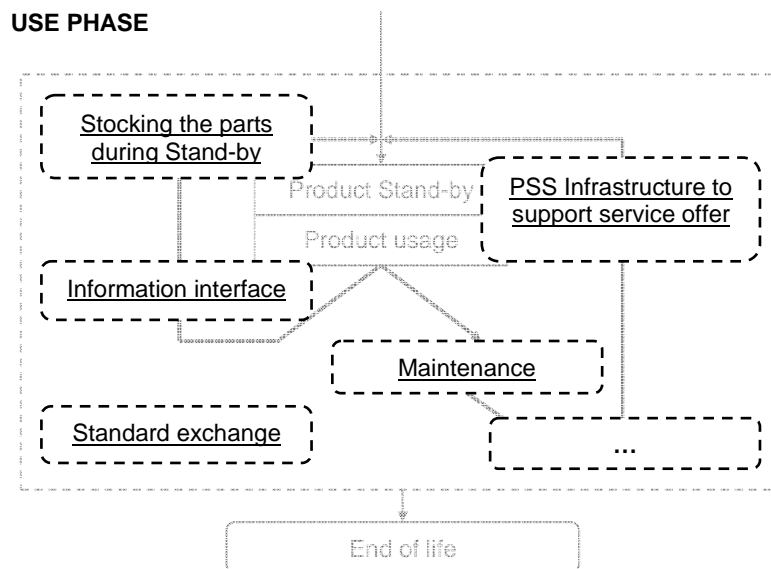 USE PHASE
Stocking the parts
during Stand-by
Product Stand-by
PSS Infrastructure to
support service offer
Product usage
Information interface
Maintenance
Standard exchange
...
End of life